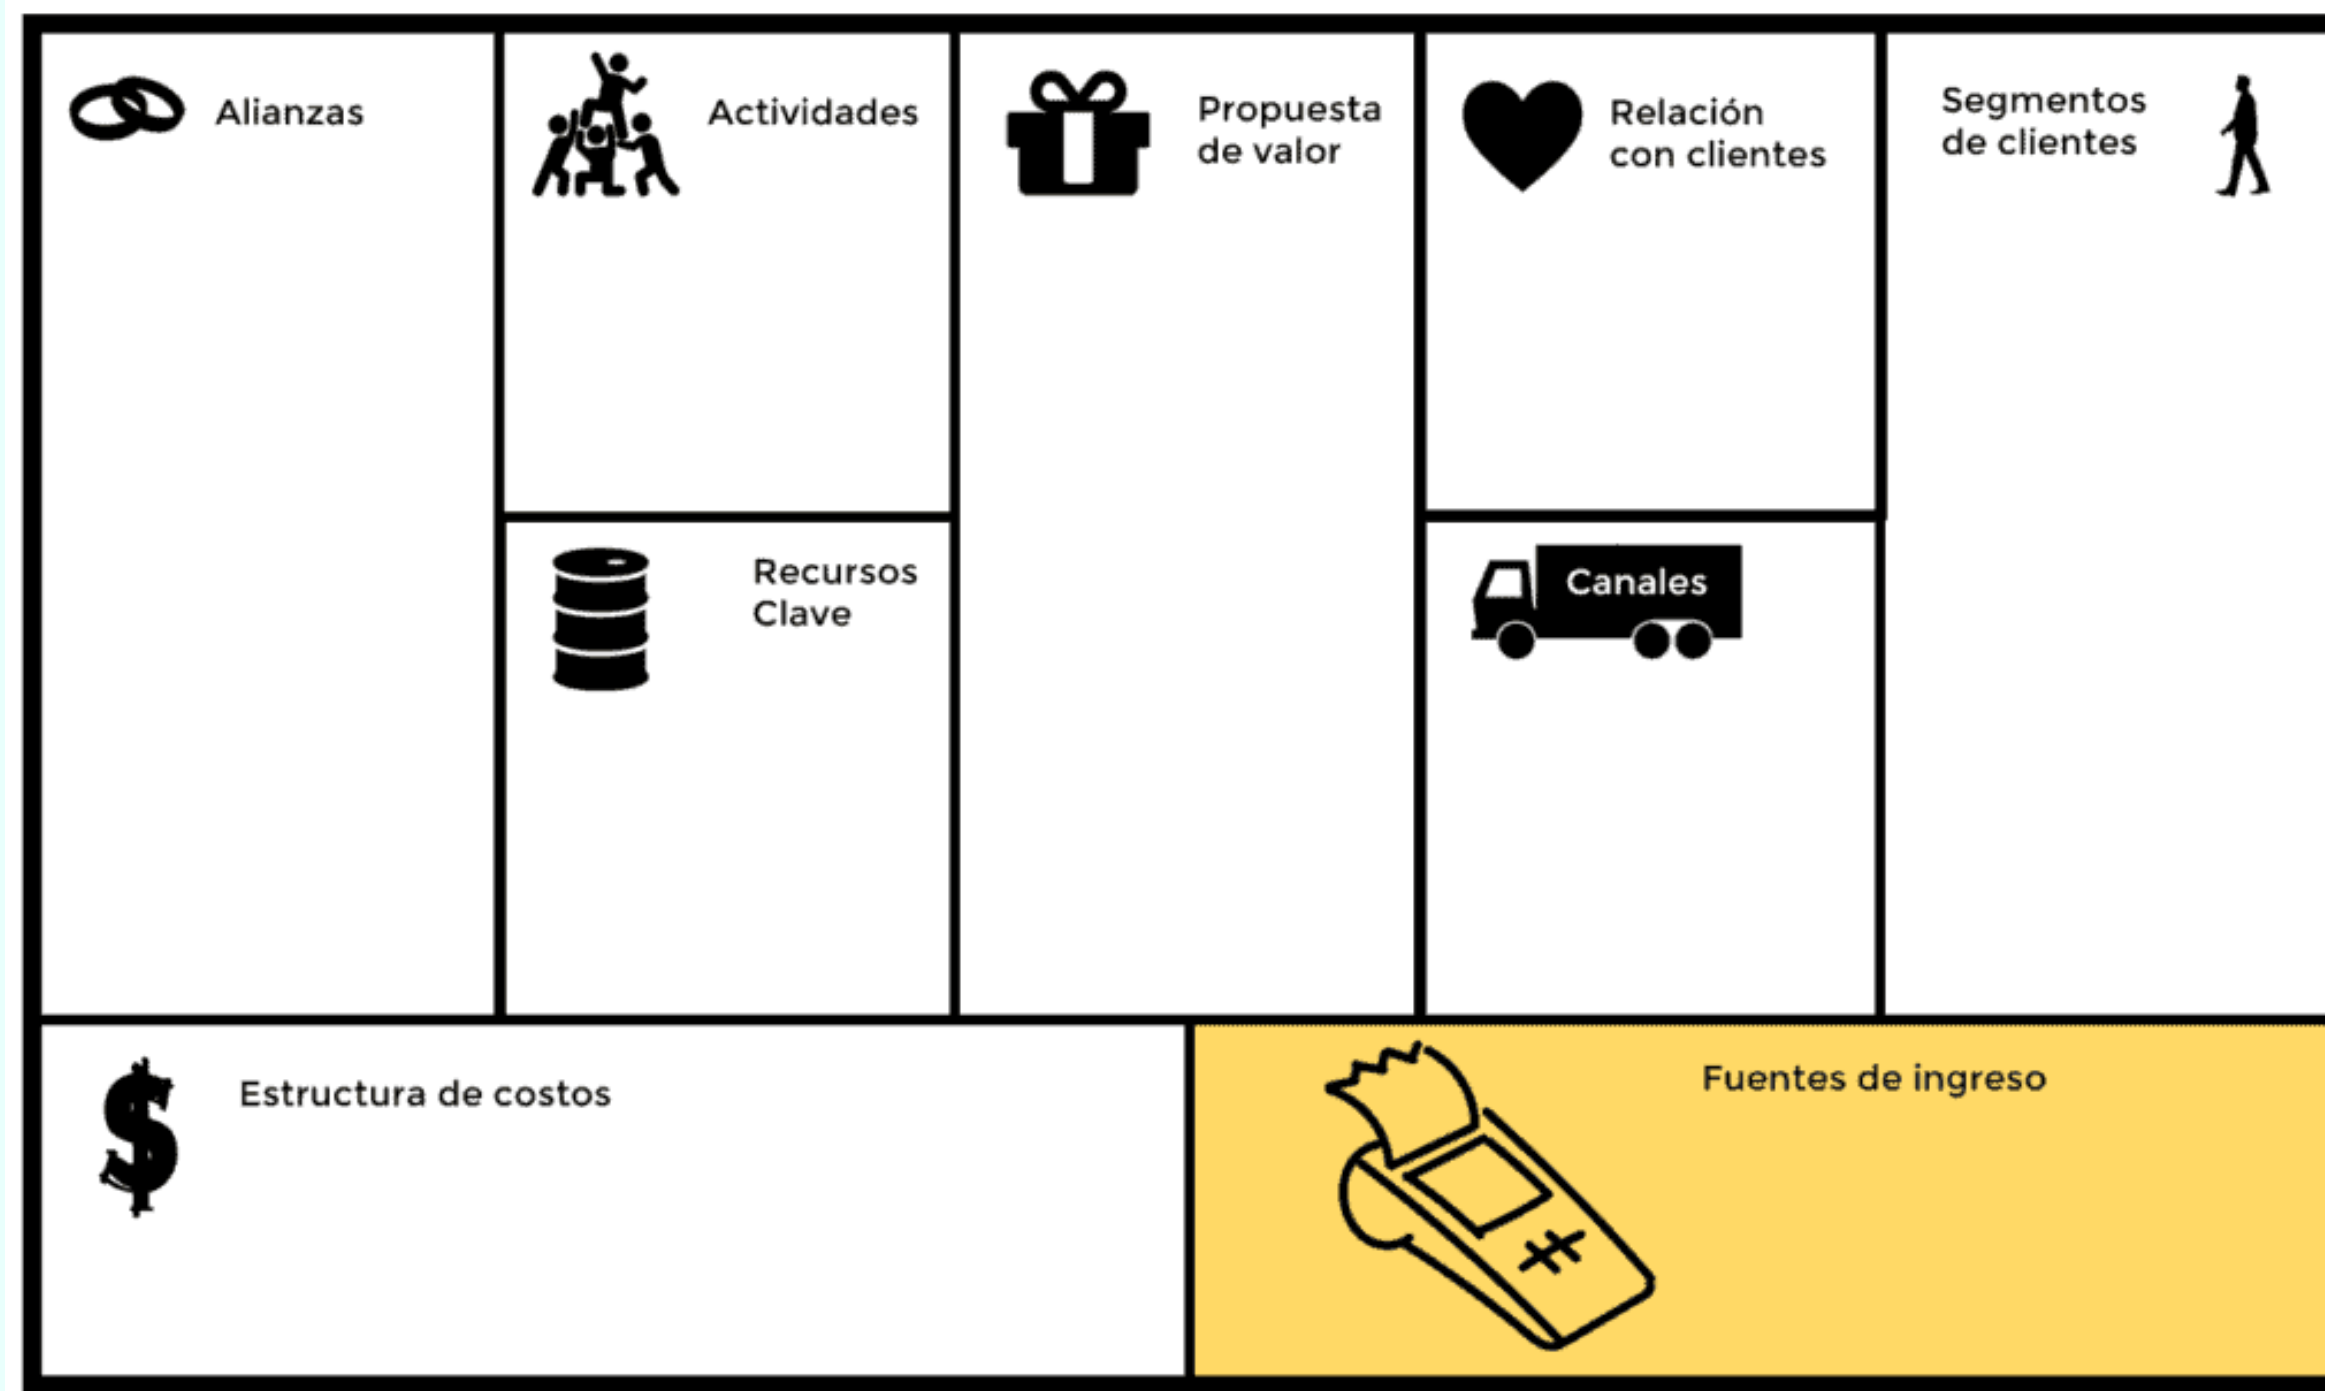 Alianzas
Actividades
Propuesta
de valor
Relación
con clientes
Segmentos
de clientes
Recursos
Clave
Canales
Estructura de costos
Fuentes de ingreso